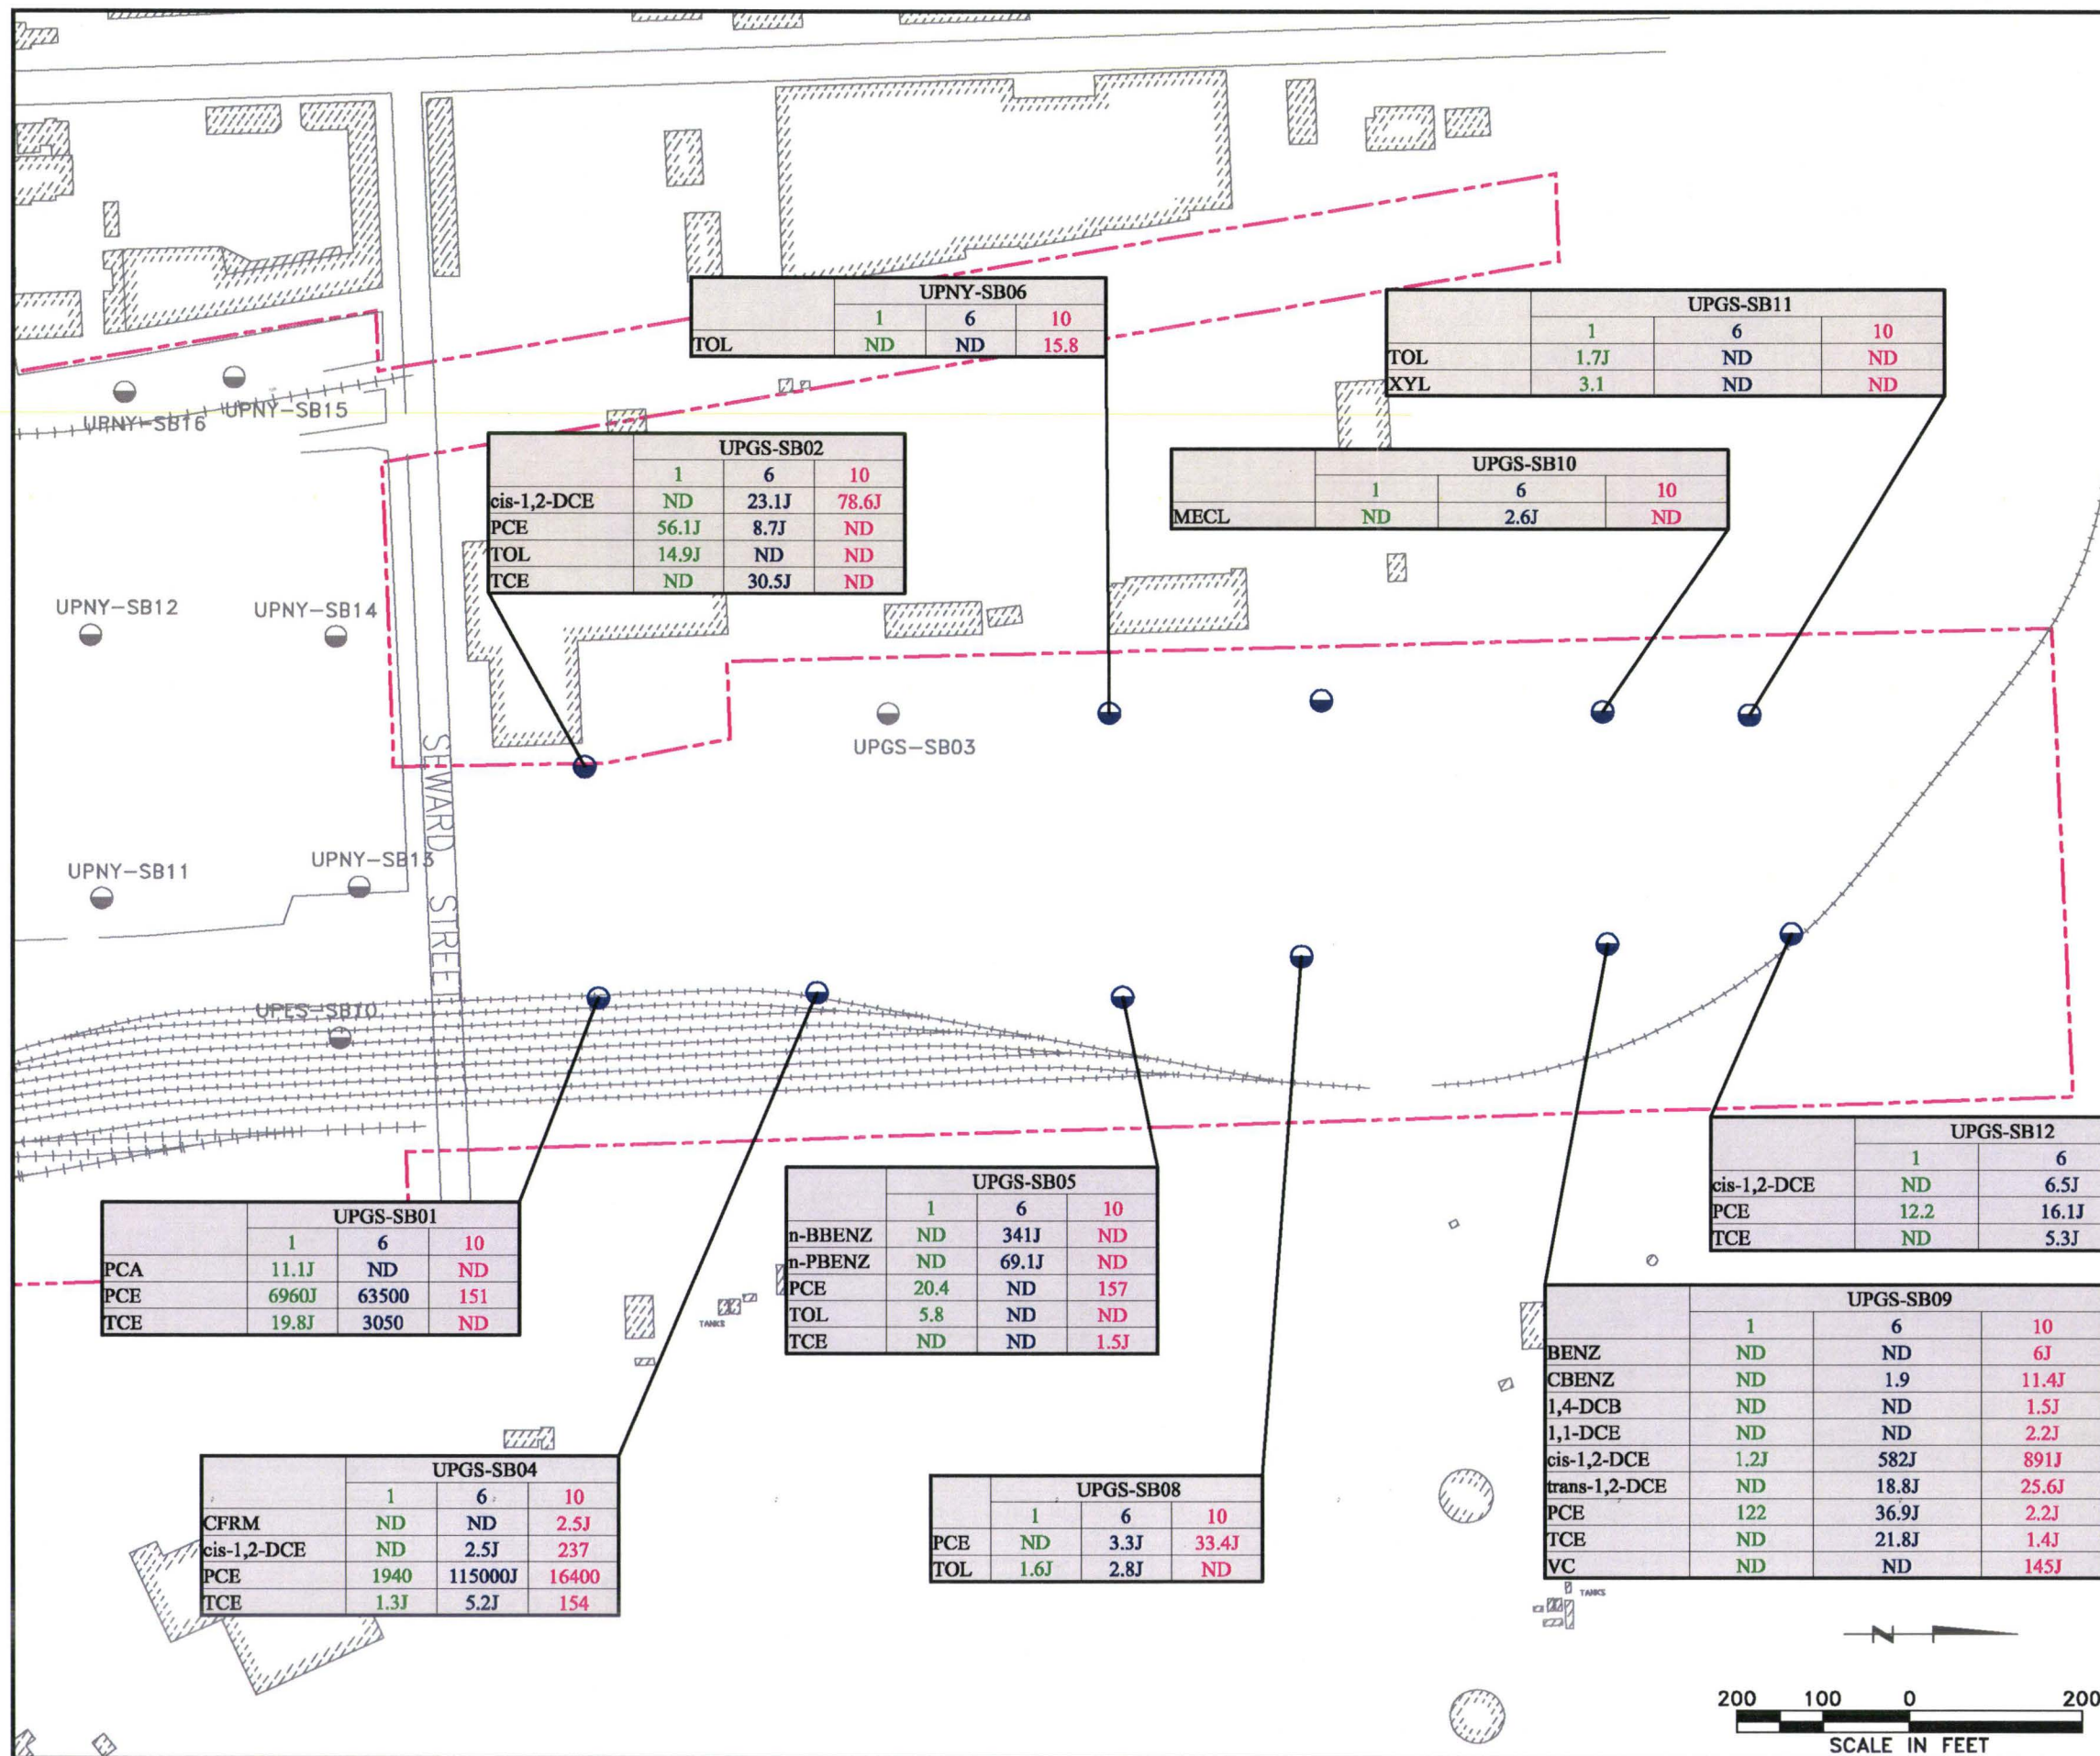 UPNY-SB06
1 6 10
TOL ND ND 15.8
UPGS-SB11
1 6 10
TOL 1.7J ND ND
XYL 3.1 ND ND
UPNY-SB16
UPNY-SB15
UPGS-SB02
1 6 10
cis-1,2-DCE ND 23.1J 78.6J
PCE 56.1J 8.7J ND
TOL 14.9J ND ND
TCE ND 30.5J ND
UPGS-SB10
1 6 10
MECL ND 2.6J ND
UPNY-SB12
UPNY-SB14
UPGS-SB03
SEWARD STREET
UPNY-SB11
UPNY-SB13
UPES-SB10
UPGS-SB12
1 6
cis-1,2-DCE ND 6.5J
PCE 12.2 16.1J
TCE ND 5.3J
UPGS-SB01
1 6 10
PCA 11.1J ND ND
PCE 6960J 63500 151
TCE 19.8J 3050 ND
UPGS-SB05
1 6 10
n-BBENZ ND 341J ND
n-PBENZ ND 69.1J ND
PCE 20.4 ND 157
TOL 5.8 ND ND
TCE ND ND 1.5J
TANKS
UPGS-SB09
1 6 10
BENZ ND ND 6J
CBENZ ND 1.9 11.4J
1,4-DCB ND ND 1.5J
1,1-DCE ND ND 2.2J
cis-1,2-DCE 1.2J 582J 891J
trans-1,2-DCE ND 18.8J 25.6J
PCE 122 36.9J 2.2J
TCE ND 21.8J 1.4J
VC ND ND 145J
UPGS-SB04
1 6 10
CFRM ND ND 2.5J
cis-1,2-DCE ND 2.5J 237
PCE 1940 115000J 16400
TCE 1.3J 5.2J 154
UPGS-SB08
1 6 10
PCE ND 3.3J 33.4J
TOL 1.6J 2.8J ND
TANKS
N
200 100 0 200
SCALE IN FEET